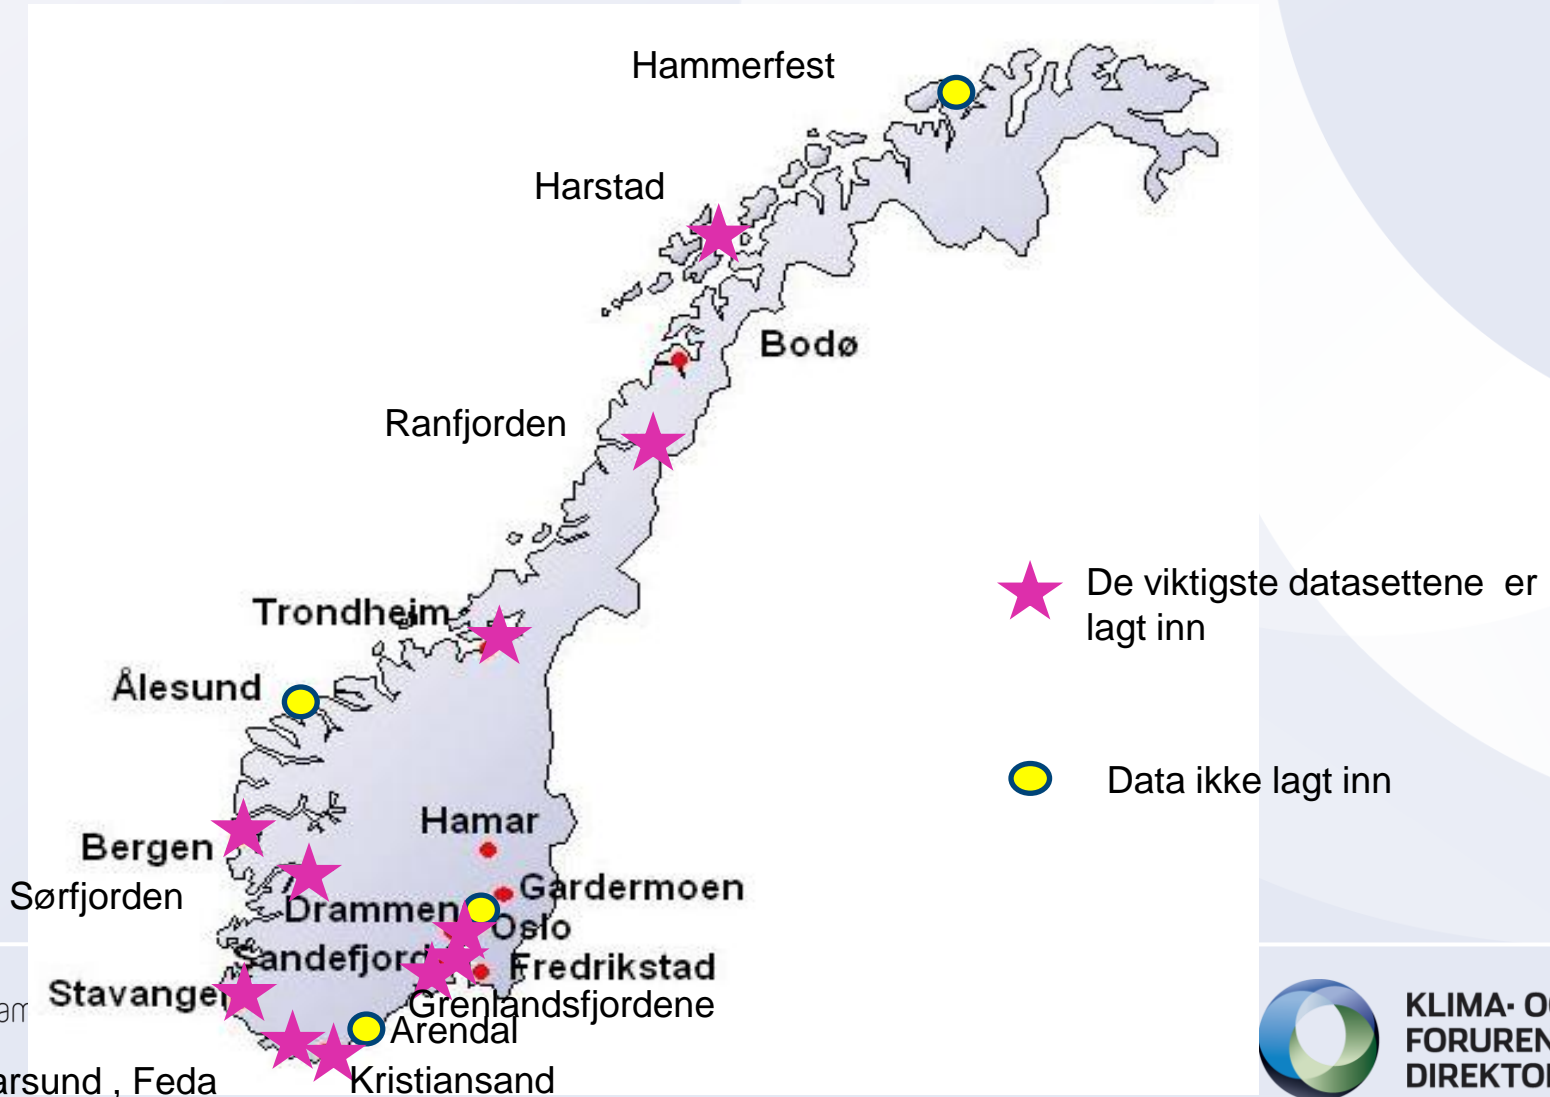 Hammerfest
Harstad
Bodø
Ranfjorden
De viktigste datasettene er
lagt inn
Trondheim
Ålesund
Data ikke lagt inn
Hamar
Bergen
Gardermoen
Sørfjorden
Drammen
Oslo
Sandefjord
Fredrikstad
Stavanger
Grenlandsfjordene
Arendal
arsund , Feda
Kristiansand
KLIMA- OG
FORUREN
DIREKTO